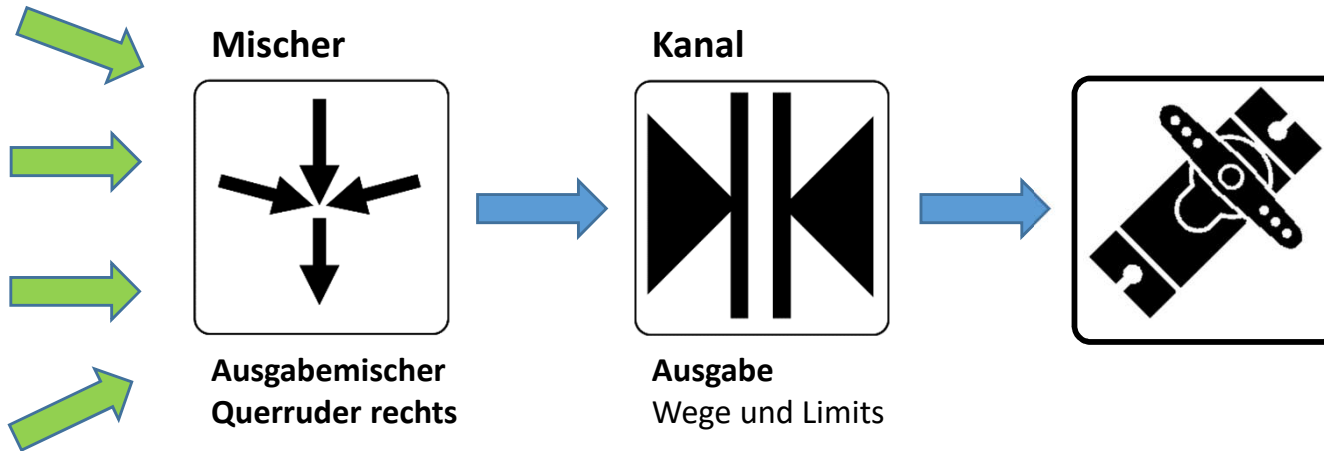 Mischer
Kanal
Ausgabemischer
Querruder rechts
Ausgabe
Wege und Limits